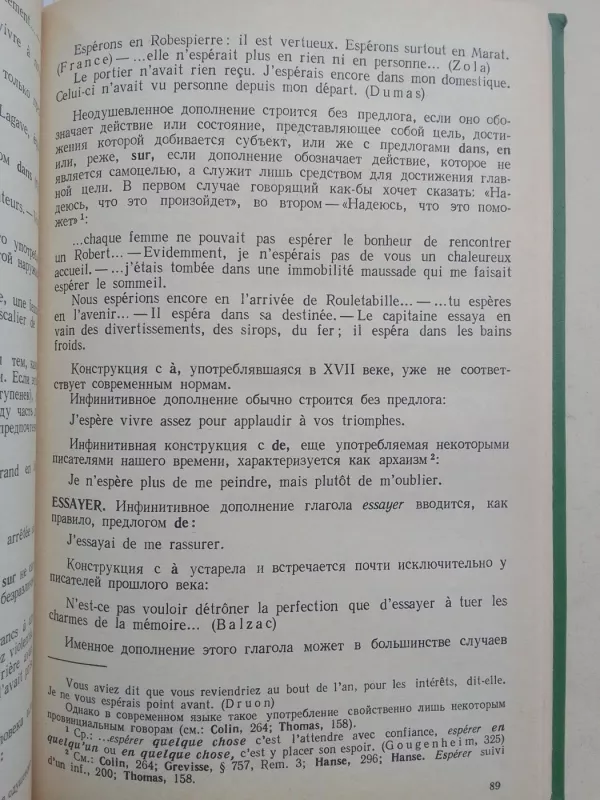 Espérons en Robespierre: il est vertueux. Espérons surtout en Marat.
(France) — ...elle n'espérait plus en rien ni en personne... (Zola)
Le portier n'avait rien reçu. J'espérais encore dans mon domestique.
Celui-ci n'avait vu personne depuis mon départ. (Dumas)
Неодушевленное дополнение строится без предлога, если оно обо-
значает действие или состояние, представляющее собой цель, дости-
жения которой добивается субъект, или же с предлогами dans, en
или, реже, sur, если дополнение обозначает действие, которое не
является самоцелью, а служит лишь средством для достижения глав-
ной цели. В первом случае говорящий как-бы хочет сказать: «На-
деюсь, что это произойдет», во втором — «Надеюсь, что это помо-
жет» ¹:
...chaque femme ne pouvait pas espérer le bonheur de rencontrer
un Robert... — Evidemment, je n'espérais pas de vous un chaleureux
accueil. — ...j'étais tombée dans une immobilité maussade qui me faisait
espérer le sommeil.
Nous espérions encore en l'arrivée de Rouletabille... — ...tu espères
en l'avenir... — Il espéra dans sa destinée. — Le capitaine essaya en
vain des divertissements, des sirops, du fer; il espéra dans les bains
froids.
Конструкция с à, употреблявшаяся в XVII веке, уже не соответ-
ствует современным нормам.
Инфинитивное дополнение обычно строится без предлога:
J'espère vivre assez pour applaudir à vos triomphes.
Инфинитивная конструкция с de, еще употребляемая некоторыми
писателями нашего времени, характеризуется как архаизм ²:
Je n'espère plus de me peindre, mais plutôt de m'oublier.
ESSAYER. Инфинитивное дополнение глагола essayer вводится, как
правило, предлогом de:
J'essayai de me rassurer.
Конструкция с à устарела и встречается почти исключительно у
писателей прошлого века:
N'est-ce pas vouloir détrôner la perfection que d'essayer à tuer les
charmes de la mémoire... (Balzac)
Именное дополнение этого глагола может в большинстве случаев
Vous aviez dit que vous reviendriez au bout de l'an, pour les intérêts, dit-elle.
Je ne vous espérais point avant. (Druon)
Однако в современном языке такое употребление свойственно лишь некоторым
провинциальным говорам (см.: Colin, 264; Thomas, 158).
¹ Ср.: ...espérer quelque chose c'est l'attendre avec confiance, espérer en
quelqu'un ou en quelque chose, c'est y placer son espoir. (Gougenheim, 325)
² См.: Colin, 264; Grevisse, § 757, Rem. 3; Hanse, 296; Hanse. Espérer suivi
d'un inf., 200; Thomas, 158.
89